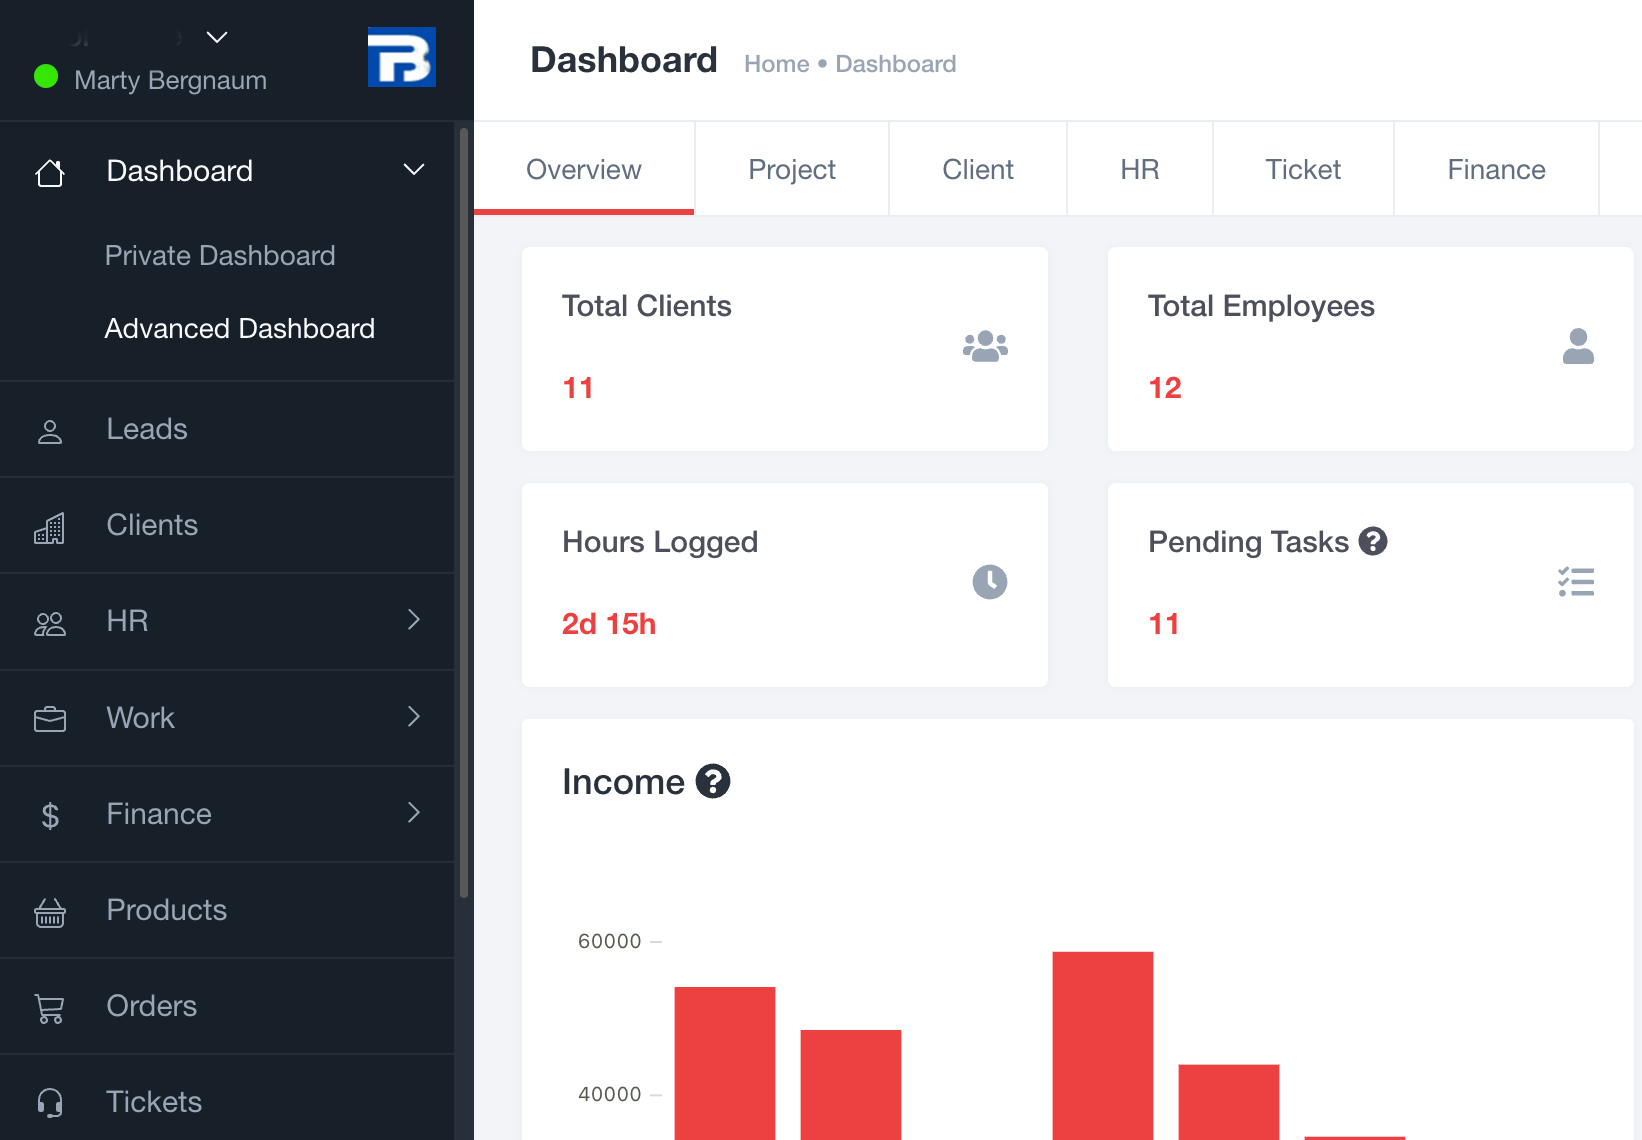 Marty Bergnaum
TB
Dashboard
Private Dashboard
Advanced Dashboard
Leads
Clients
HR
Work
$ Finance
Products
Orders
Tickets
Dashboard Home • Dashboard
Overview Project Client HR Ticket Finance
Total Clients
11
Total Employees
12
Hours Logged
2d 15h
Pending Tasks ?
11
Income ?
60000
40000